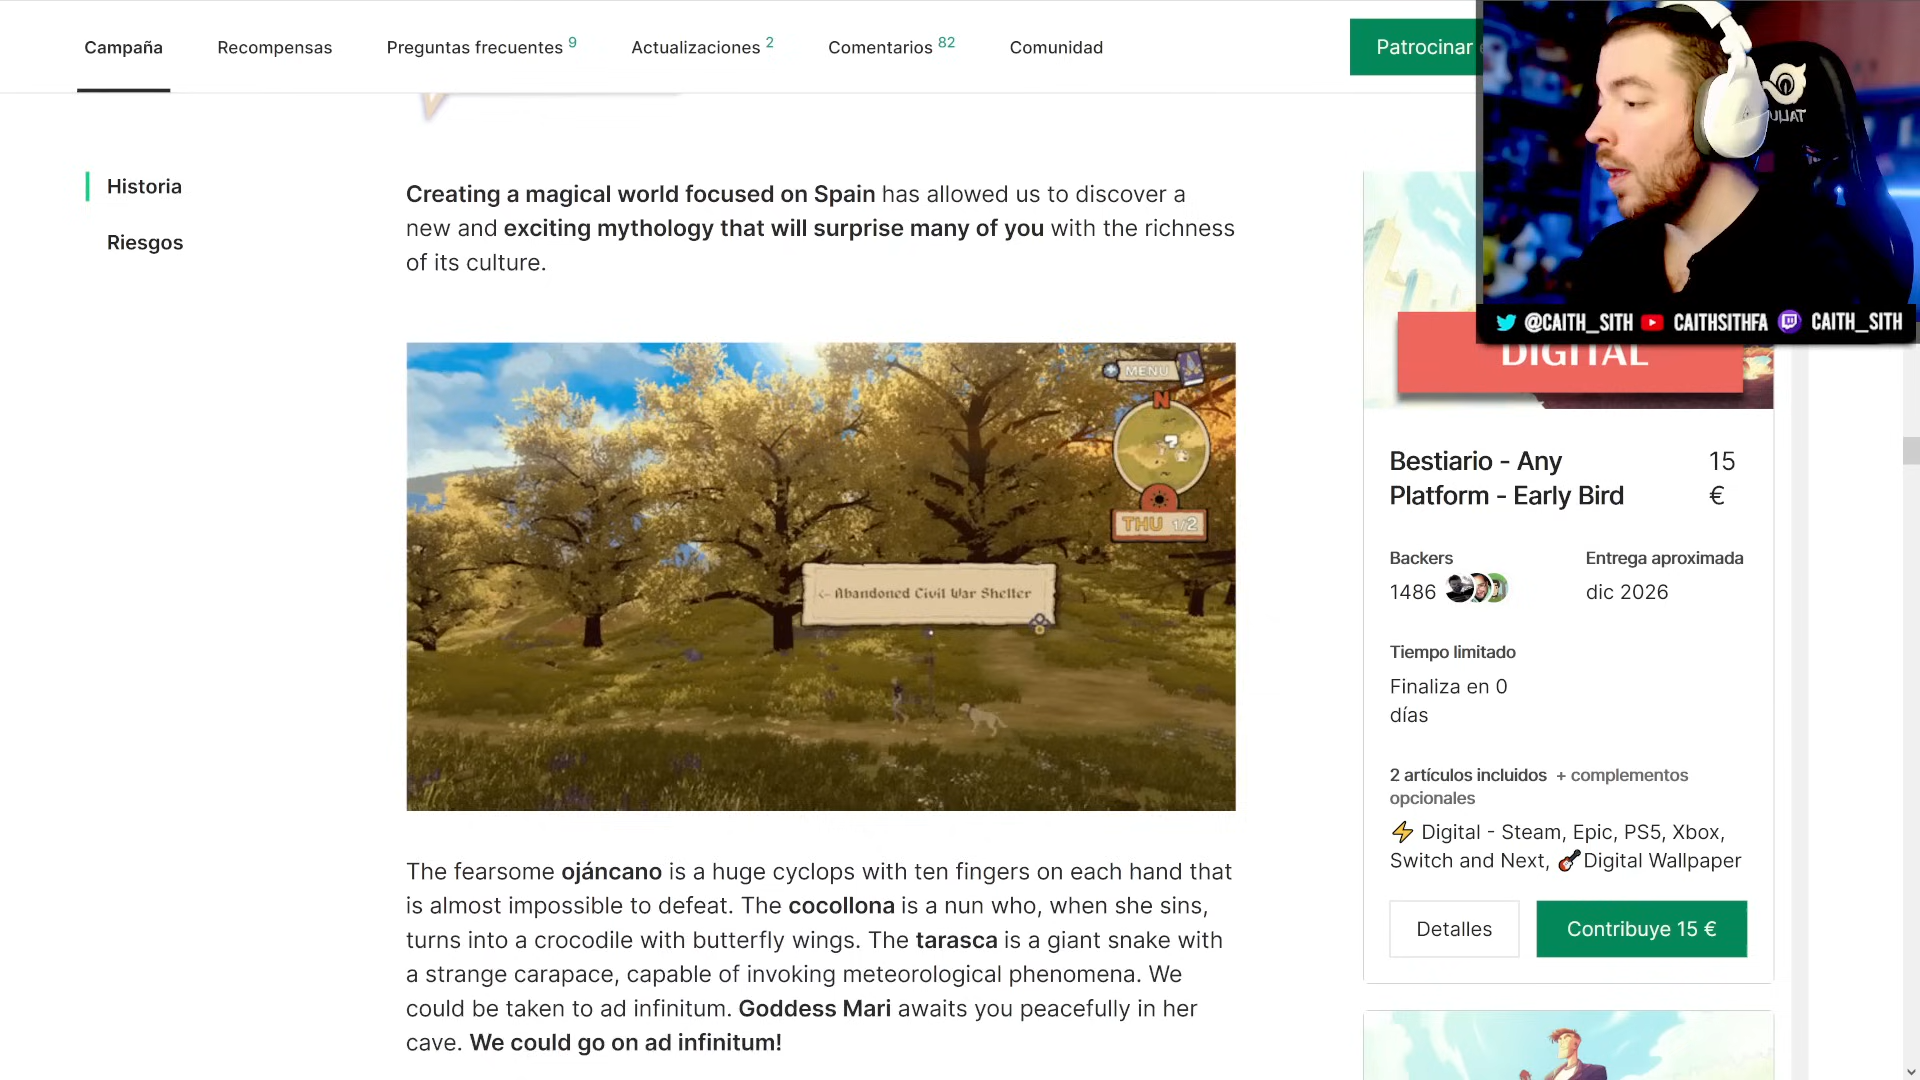 Campaña
Recompensas
Preguntas frecuentes 9
Actualizaciones 2
Comentarios 82
Comunidad
Patrocinar
Historia
Riesgos
Creating a magical world focused on Spain has allowed us to discover a
new and exciting mythology that will surprise many of you with the richness
of its culture.
MENU
N
THU 1/2
<- Abandoned Civil War Shelter
The fearsome ojáncano is a huge cyclops with ten fingers on each hand that
is almost impossible to defeat. The cocollona is a nun who, when she sins,
turns into a crocodile with butterfly wings. The tarasca is a giant snake with
a strange carapace, capable of invoking meteorological phenomena. We
could be taken to ad infinitum. Goddess Mari awaits you peacefully in her
cave. We could go on ad infinitum!
@CAITH_SITH
CAITHSITHFA
CAITH_SITH
DIGITAL
Bestiario - Any
Platform - Early Bird
15
€
Backers
1486
Entrega aproximada
dic 2026
Tiempo limitado
Finaliza en 0
días
2 artículos incluidos + complementos
opcionales
⚡ Digital - Steam, Epic, PS5, Xbox,
Switch and Next, 🎸Digital Wallpaper
Detalles
Contribuye 15 €